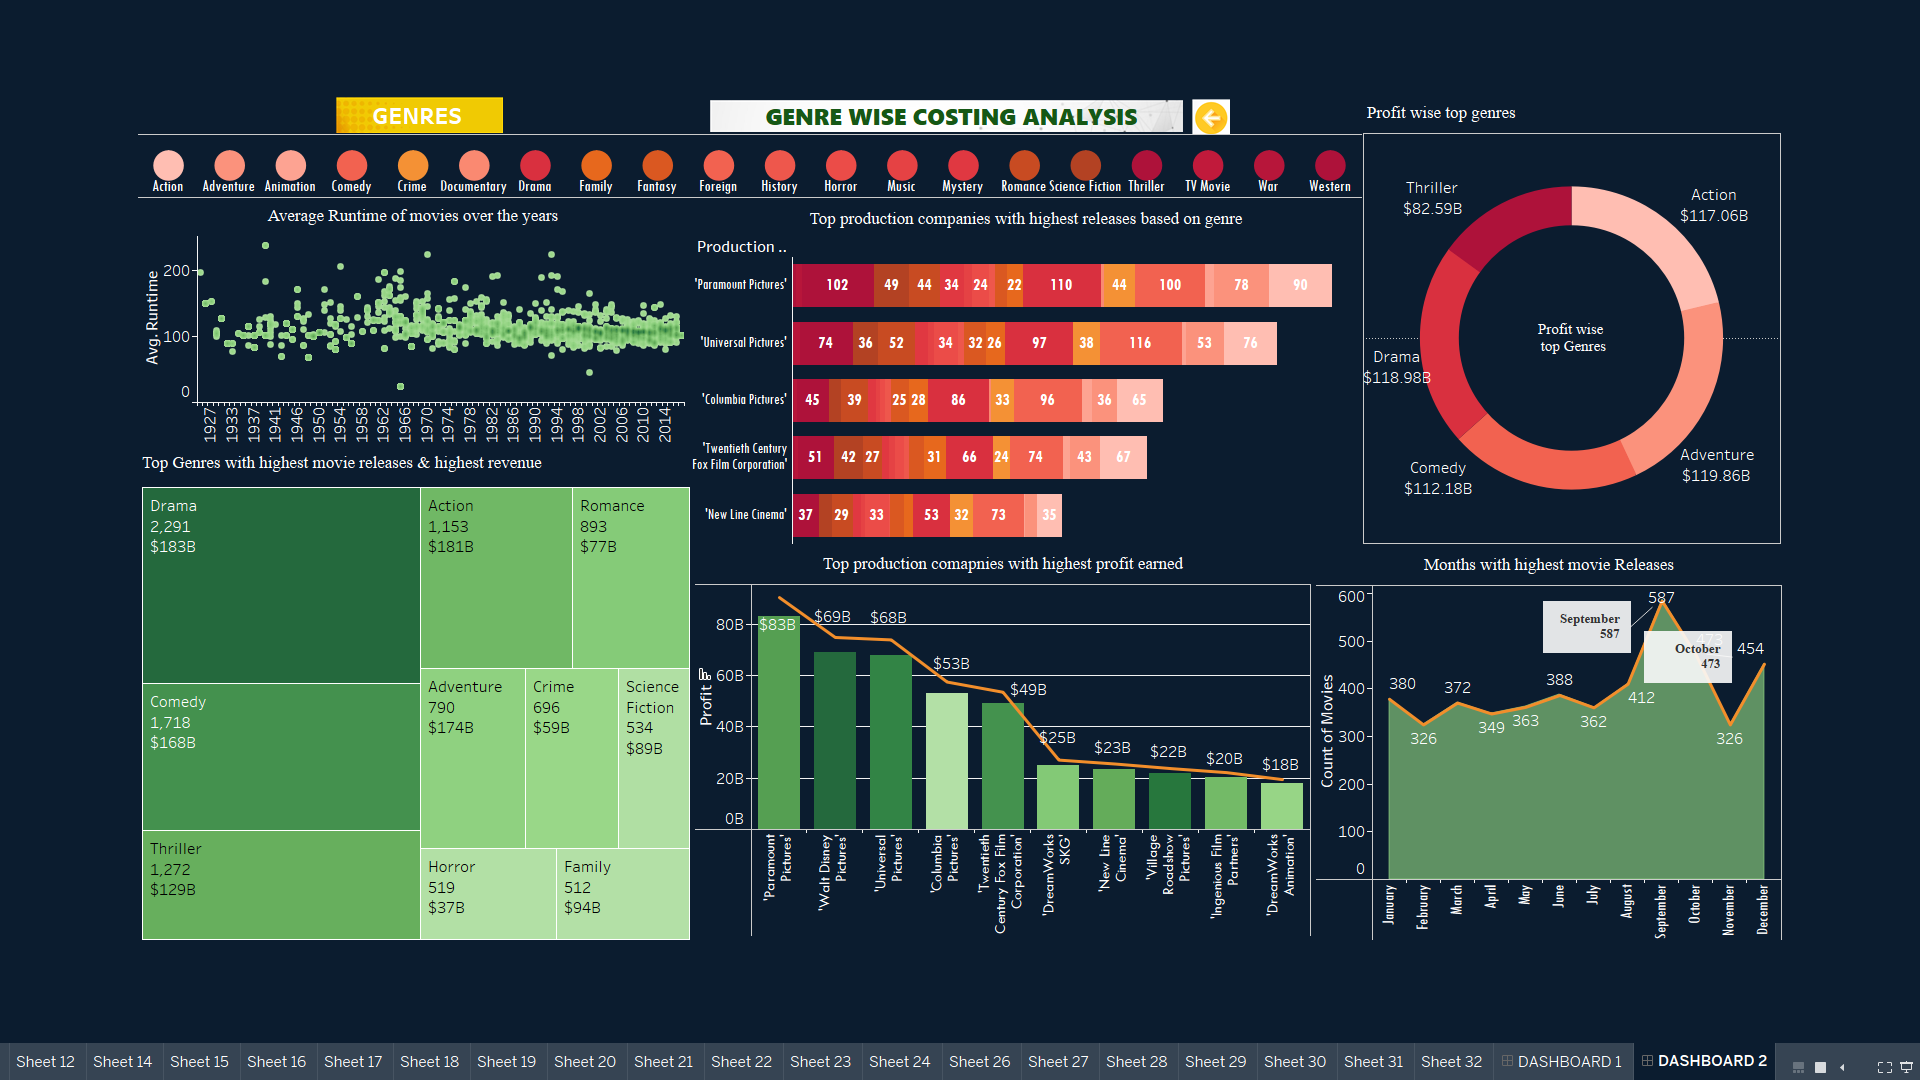 GENRES
GENRE WISE COSTING ANALYSIS
Profit wise top genres
Action
Adventure
Animation
Comedy
Crime
Documentary
Drama
Family
Fantasy
Foreign
History
Horror
Music
Mystery
Romance
Science Fiction
Thriller
TV Movie
War
Western
Average Runtime of movies over the years
Avg. Runtime
200
100
0
1927
1933
1937
1941
1946
1950
1954
1958
1962
1966
1970
1974
1978
1982
1986
1990
1994
1998
2002
2006
2010
2014
Top production companies with highest releases based on genre
Production ..
'Paramount Pictures'
102 49 44 34 24 22 110 44 100 78 90
'Universal Pictures'
74 36 52 34 32 26 97 38 116 53 76
'Columbia Pictures'
45 39 25 28 86 33 96 36 65
'Twentieth Century
Fox Film Corporation'
51 42 27 31 66 24 74 43 67
'New Line Cinema'
37 29 33 53 32 73 35
Thriller
$82.59B
Action
$117.06B
Profit wise
top Genres
Drama
$118.98B
Comedy
$112.18B
Adventure
$119.86B
Top Genres with highest movie releases & highest revenue
Drama
2,291
$183B
Comedy
1,718
$168B
Thriller
1,272
$129B
Action
1,153
$181B
Romance
893
$77B
Adventure
790
$174B
Crime
696
$59B
Science
Fiction
534
$89B
Horror
519
$37B
Family
512
$94B
Top production comapnies with highest profit earned
Profit
80B
60B
40B
20B
0B
$83B
$69B
$68B
$53B
$49B
$25B
$23B
$22B
$20B
$18B
'Paramount
Pictures'
'Walt Disney
Pictures'
'Universal
Pictures'
'Columbia
Pictures'
'Twentieth
Century Fox Film
Corporation'
'DreamWorks
SKG'
'New Line
Cinema'
'Village
Roadshow
Pictures'
'Ingenious Film
Partners'
'DreamWorks
Animation'
Months with highest movie Releases
Count of Movies
600
500
400
300
200
100
0
380
326
372
349
363
388
362
412
587
473
326
454
September
587
October
473
January
February
March
April
May
June
July
August
September
October
November
December
Sheet 12
Sheet 14
Sheet 15
Sheet 16
Sheet 17
Sheet 18
Sheet 19
Sheet 20
Sheet 21
Sheet 22
Sheet 23
Sheet 24
Sheet 26
Sheet 27
Sheet 28
Sheet 29
Sheet 30
Sheet 31
Sheet 32
DASHBOARD 1
DASHBOARD 2